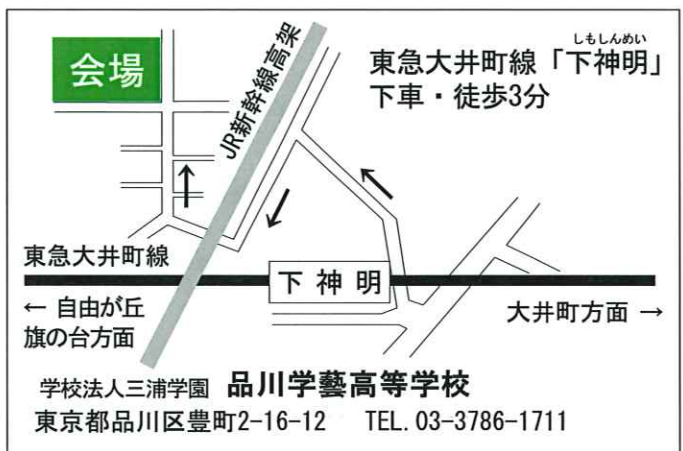 会場
JR新幹線高架
しもしんめい
東急大井町線「下神明」
下車・徒歩3分
東急大井町線
下神明
← 自由が丘
旗の台方面
大井町方面 →
学校法人三浦学園 品川学藝高等学校
東京都品川区豊町2-16-12 TEL. 03-3786-1711